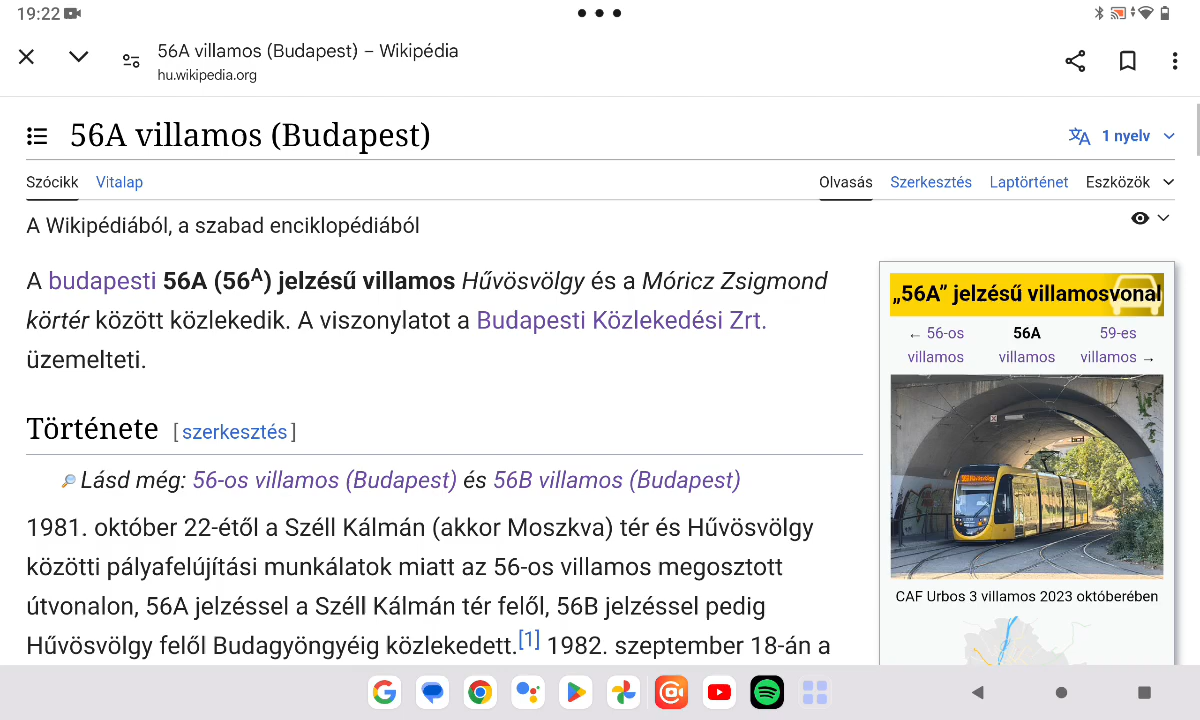 19:22
56A villamos (Budapest) – Wikipédia
hu.wikipedia.org
56A villamos (Budapest)
1 nyelv
Szócikk Vitalap
Olvasás Szerkesztés Laptörténet Eszközök
A Wikipédiából, a szabad enciklopédiából
A budapesti 56A (56ᴬ) jelzésű villamos Hűvösvölgy és a Móricz Zsigmond
körtér között közlekedik. A viszonylatot a Budapesti Közlekedési Zrt.
üzemelteti.
Története [szerkesztés]
Lásd még: 56-os villamos (Budapest) és 56B villamos (Budapest)
1981. október 22-étől a Széll Kálmán (akkor Moszkva) tér és Hűvösvölgy
közötti pályafelújítási munkálatok miatt az 56-os villamos megosztott
útvonalon, 56A jelzéssel a Széll Kálmán tér felől, 56B jelzéssel pedig
Hűvösvölgy felől Budagyöngyéig közlekedett.[1] 1982. szeptember 18-án a
„56A” jelzésű villamosvonal
← 56-os 56A 59-es
villamos villamos villamos →
CAF Urbos 3 villamos 2023 októberében